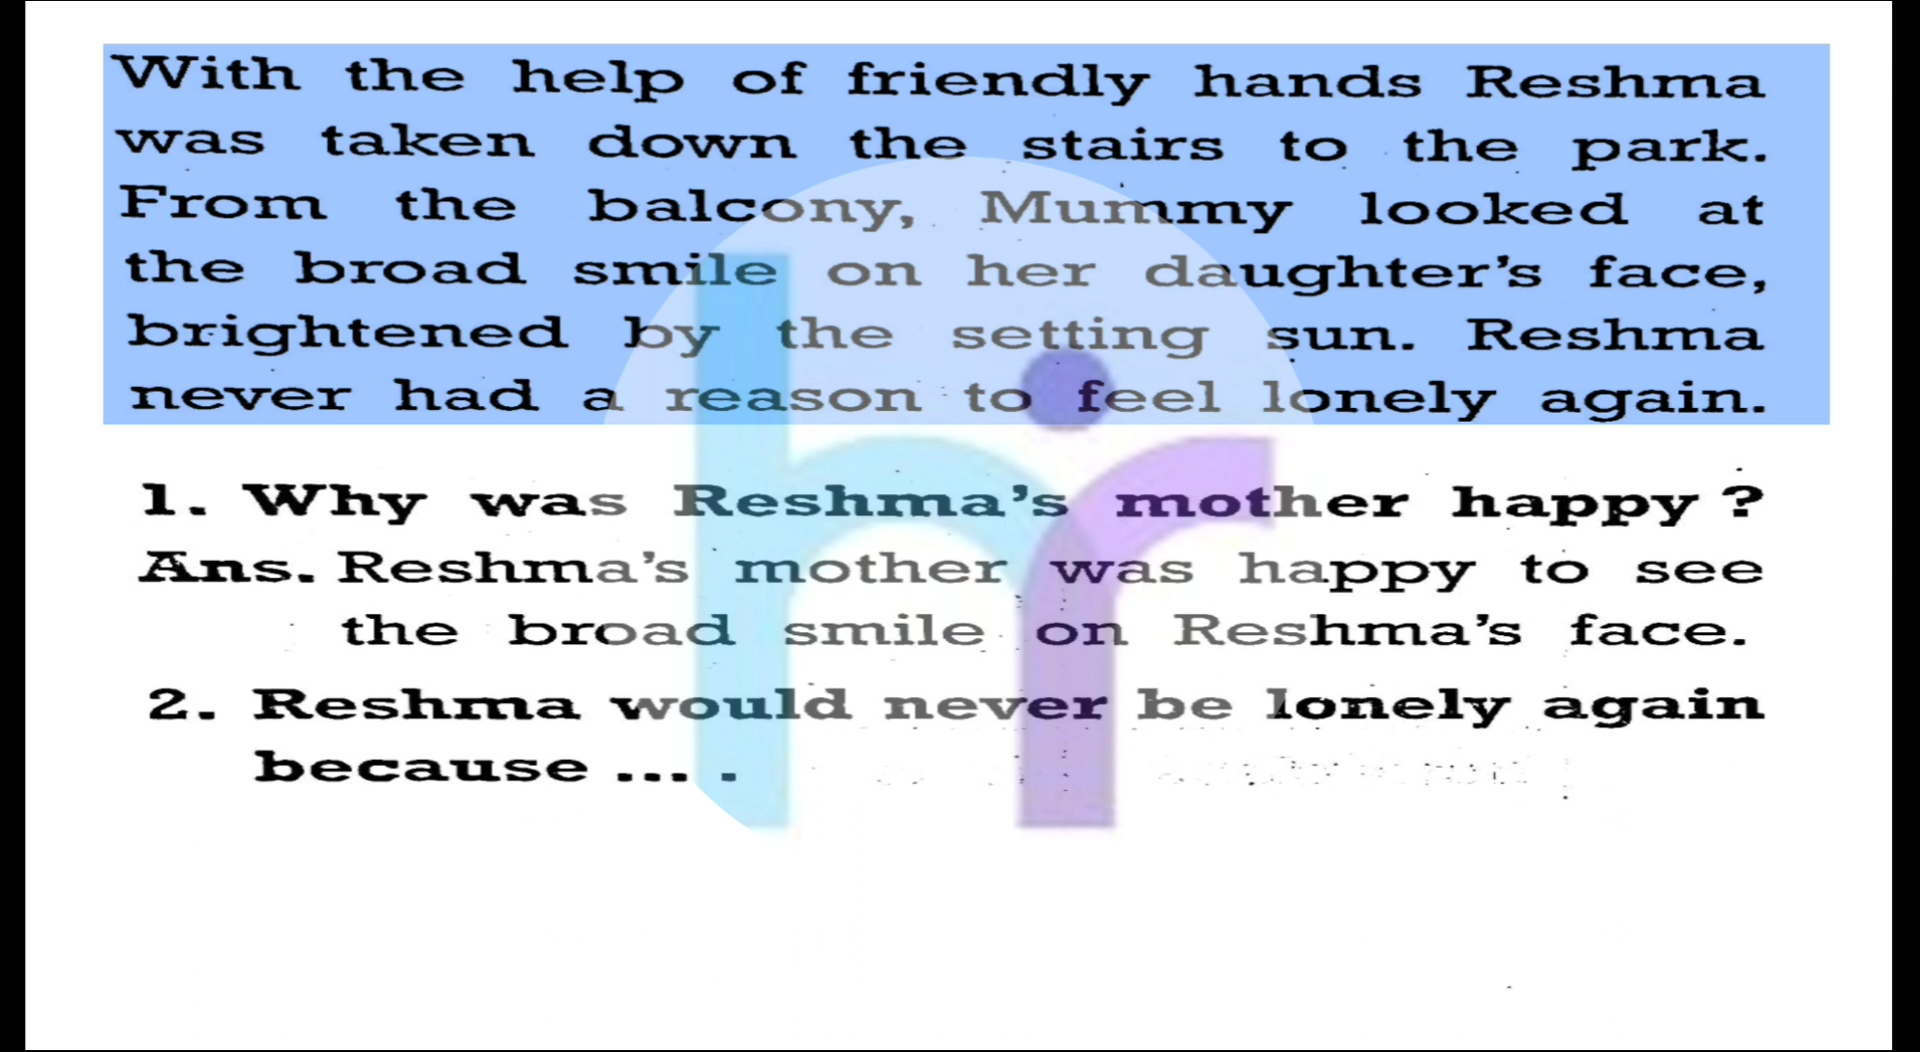 With the help of friendly hands Reshma
was taken down the stairs to the park.
From the balcony, Mummy looked at
the broad smile on her daughter's face,
brightened by the setting sun. Reshma
never had a reason to feel lonely again.
1. Why was Reshma's mother happy ?
Ans. Reshma's mother was happy to see
the broad smile on Reshma's face.
2. Reshma would never be lonely again
because ... .
hr